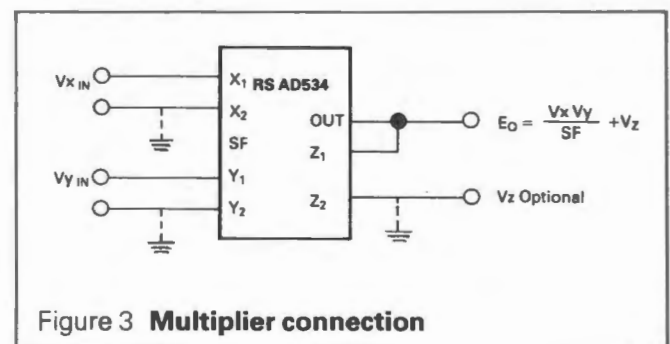 Vx IN
X1 RS AD534
X2
SF
Vy IN
Y1
Y2
OUT
Z1
Z2
EO = Vx Vy / SF + Vz
Vz Optional
Figure 3 Multiplier connection